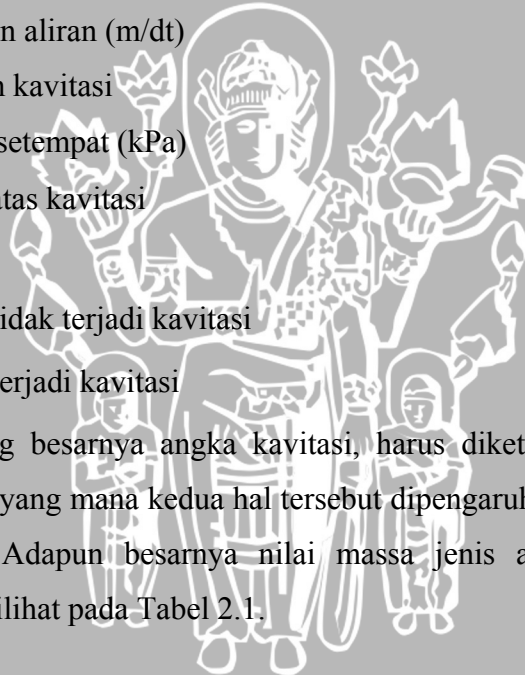 n aliran (m/dt)
n kavitasi
setempat (kPa)
atas kavitasi
idak terjadi kavitasi
erjadi kavitasi
g besarnya angka kavitasi, harus diket
yang mana kedua hal tersebut dipengaruh
Adapun besarnya nilai massa jenis a
ilihat pada Tabel 2.1.